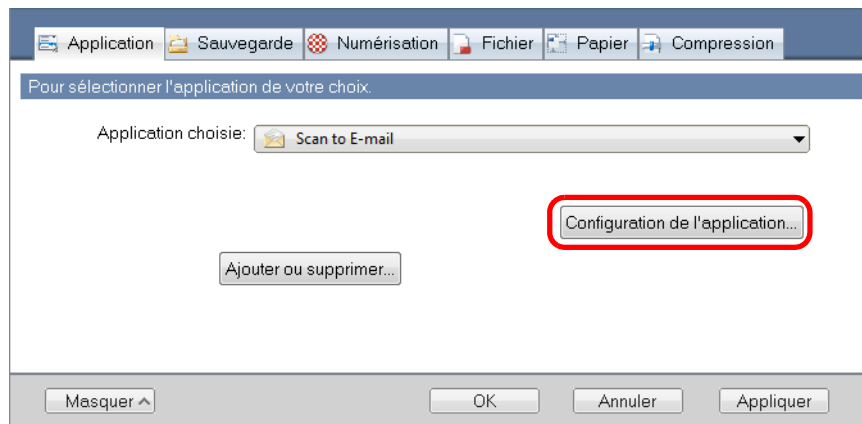 Application Sauvegarde Numérisation Fichier Papier Compression
Pour sélectionner l'application de votre choix.
Application choisie: Scan to E-mail
Configuration de l'application...
Ajouter ou supprimer...
Masquer OK Annuler Appliquer